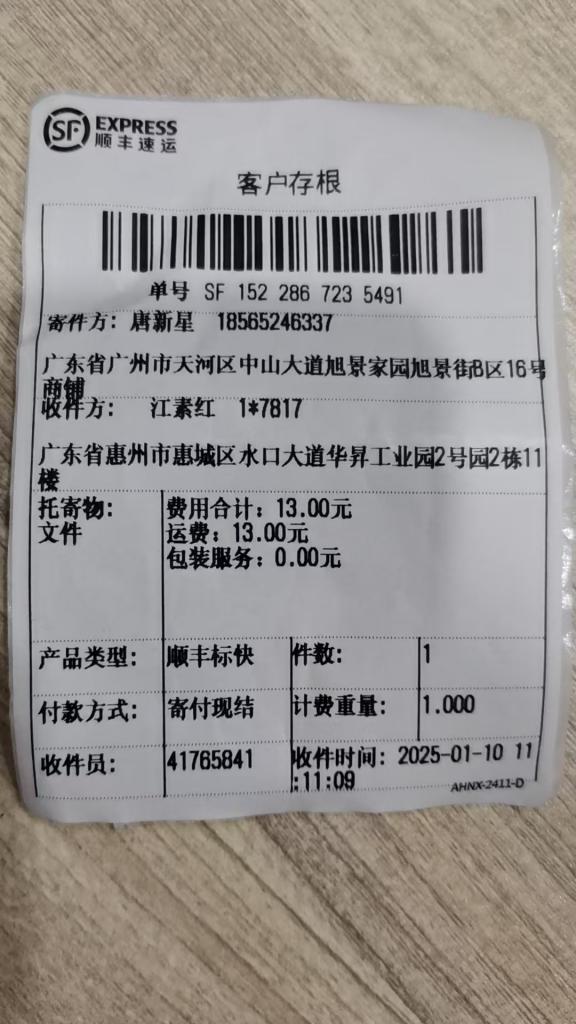 SF EXPRESS
顺丰速运
客户存根
单号 SF 152 286 723 5491
寄件方：唐新星 18565246337
广东省广州市天河区中山大道旭景家园旭景街B区16号
商铺
收件方： 江素红 1*7817
广东省惠州市惠城区水口大道华昇工业园2号园2栋11
楼
托寄物： 费用合计：13.00元
文件 运费：13.00元
包装服务：0.00元
产品类型： 顺丰标快 件数： 1
付款方式： 寄付现结 计费重量： 1.000
收件员： 41765841 收件时间：2025-01-10 11
:11:09
AHNX-2411-D